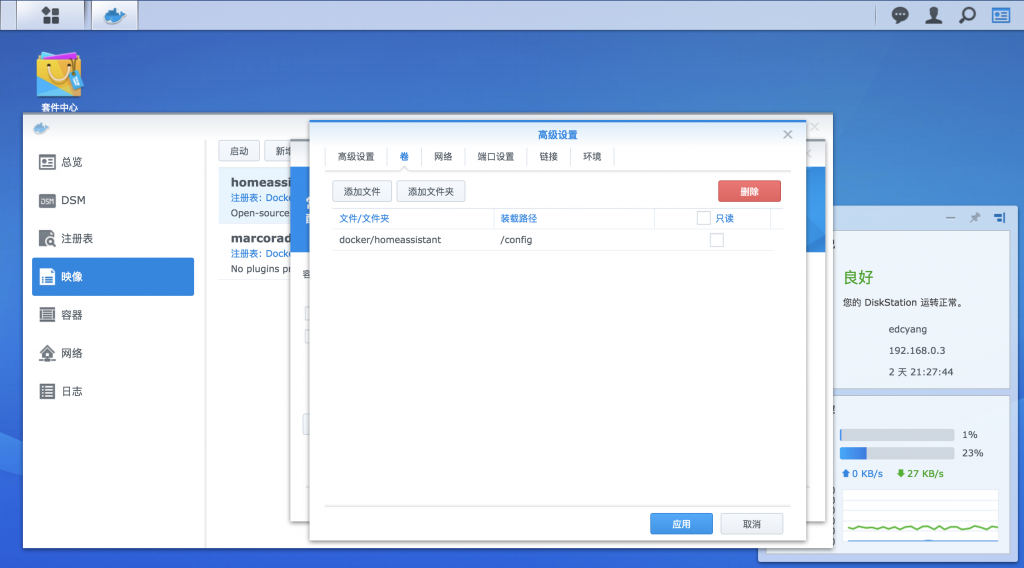 套件中心
总览
DSM
DSM
注册表
映像
容器
网络
日志
启动
新增
homeassi
注册表: Docke
Open-source
marcorad
注册表: Dock
No plugins pr
高级设置
高级设置
卷
网络
端口设置
链接
环境
添加文件
添加文件夹
删除
文件/文件夹
装载路径
只读
docker/homeassistant
/config
应用
取消
良好
您的 DiskStation 运转正常。
edcyang
192.168.0.3
2 天 21:27:44
1%
23%
0 KB/s
27 KB/s